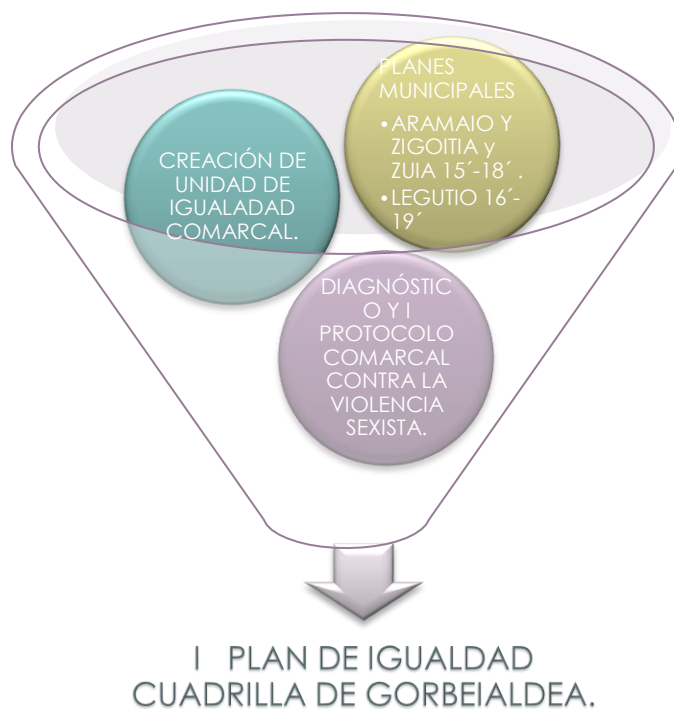 PLANES
MUNICIPALES
•ARAMAIO Y
ZIGOITIA y
ZUIA 15´-18´ .
•LEGUTIO 16´-
19´
CREACIÓN DE
UNIDAD DE
IGUALADAD
COMARCAL.
DIAGNÓSTIC
O Y I
PROTOCOLO
COMARCAL
CONTRA LA
VIOLENCIA
SEXISTA.
I PLAN DE IGUALDAD
CUADRILLA DE GORBEIALDEA.